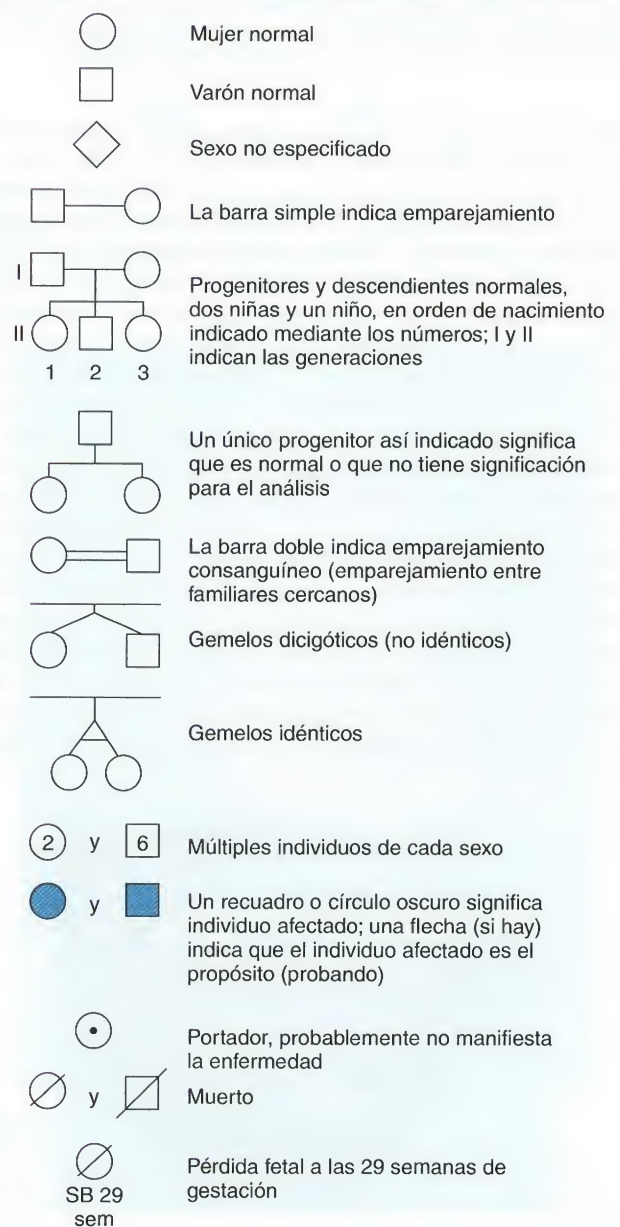 Mujer normal
Varón normal
Sexo no especificado
La barra simple indica emparejamiento
I
Progenitores y descendientes normales,
dos niñas y un niño, en orden de nacimiento
II
indicado mediante los números; I y II
indican las generaciones
1 2 3
Un único progenitor así indicado significa
que es normal o que no tiene significación
para el análisis
La barra doble indica emparejamiento
consanguíneo (emparejamiento entre
familiares cercanos)
Gemelos dicigóticos (no idénticos)
Gemelos idénticos
2 y 6 Múltiples individuos de cada sexo
y Un recuadro o círculo oscuro significa
individuo afectado; una flecha (si hay)
indica que el individuo afectado es el
propósito (probando)
Portador, probablemente no manifiesta
la enfermedad
y Muerto
Pérdida fetal a las 29 semanas de
gestación
SB 29
sem